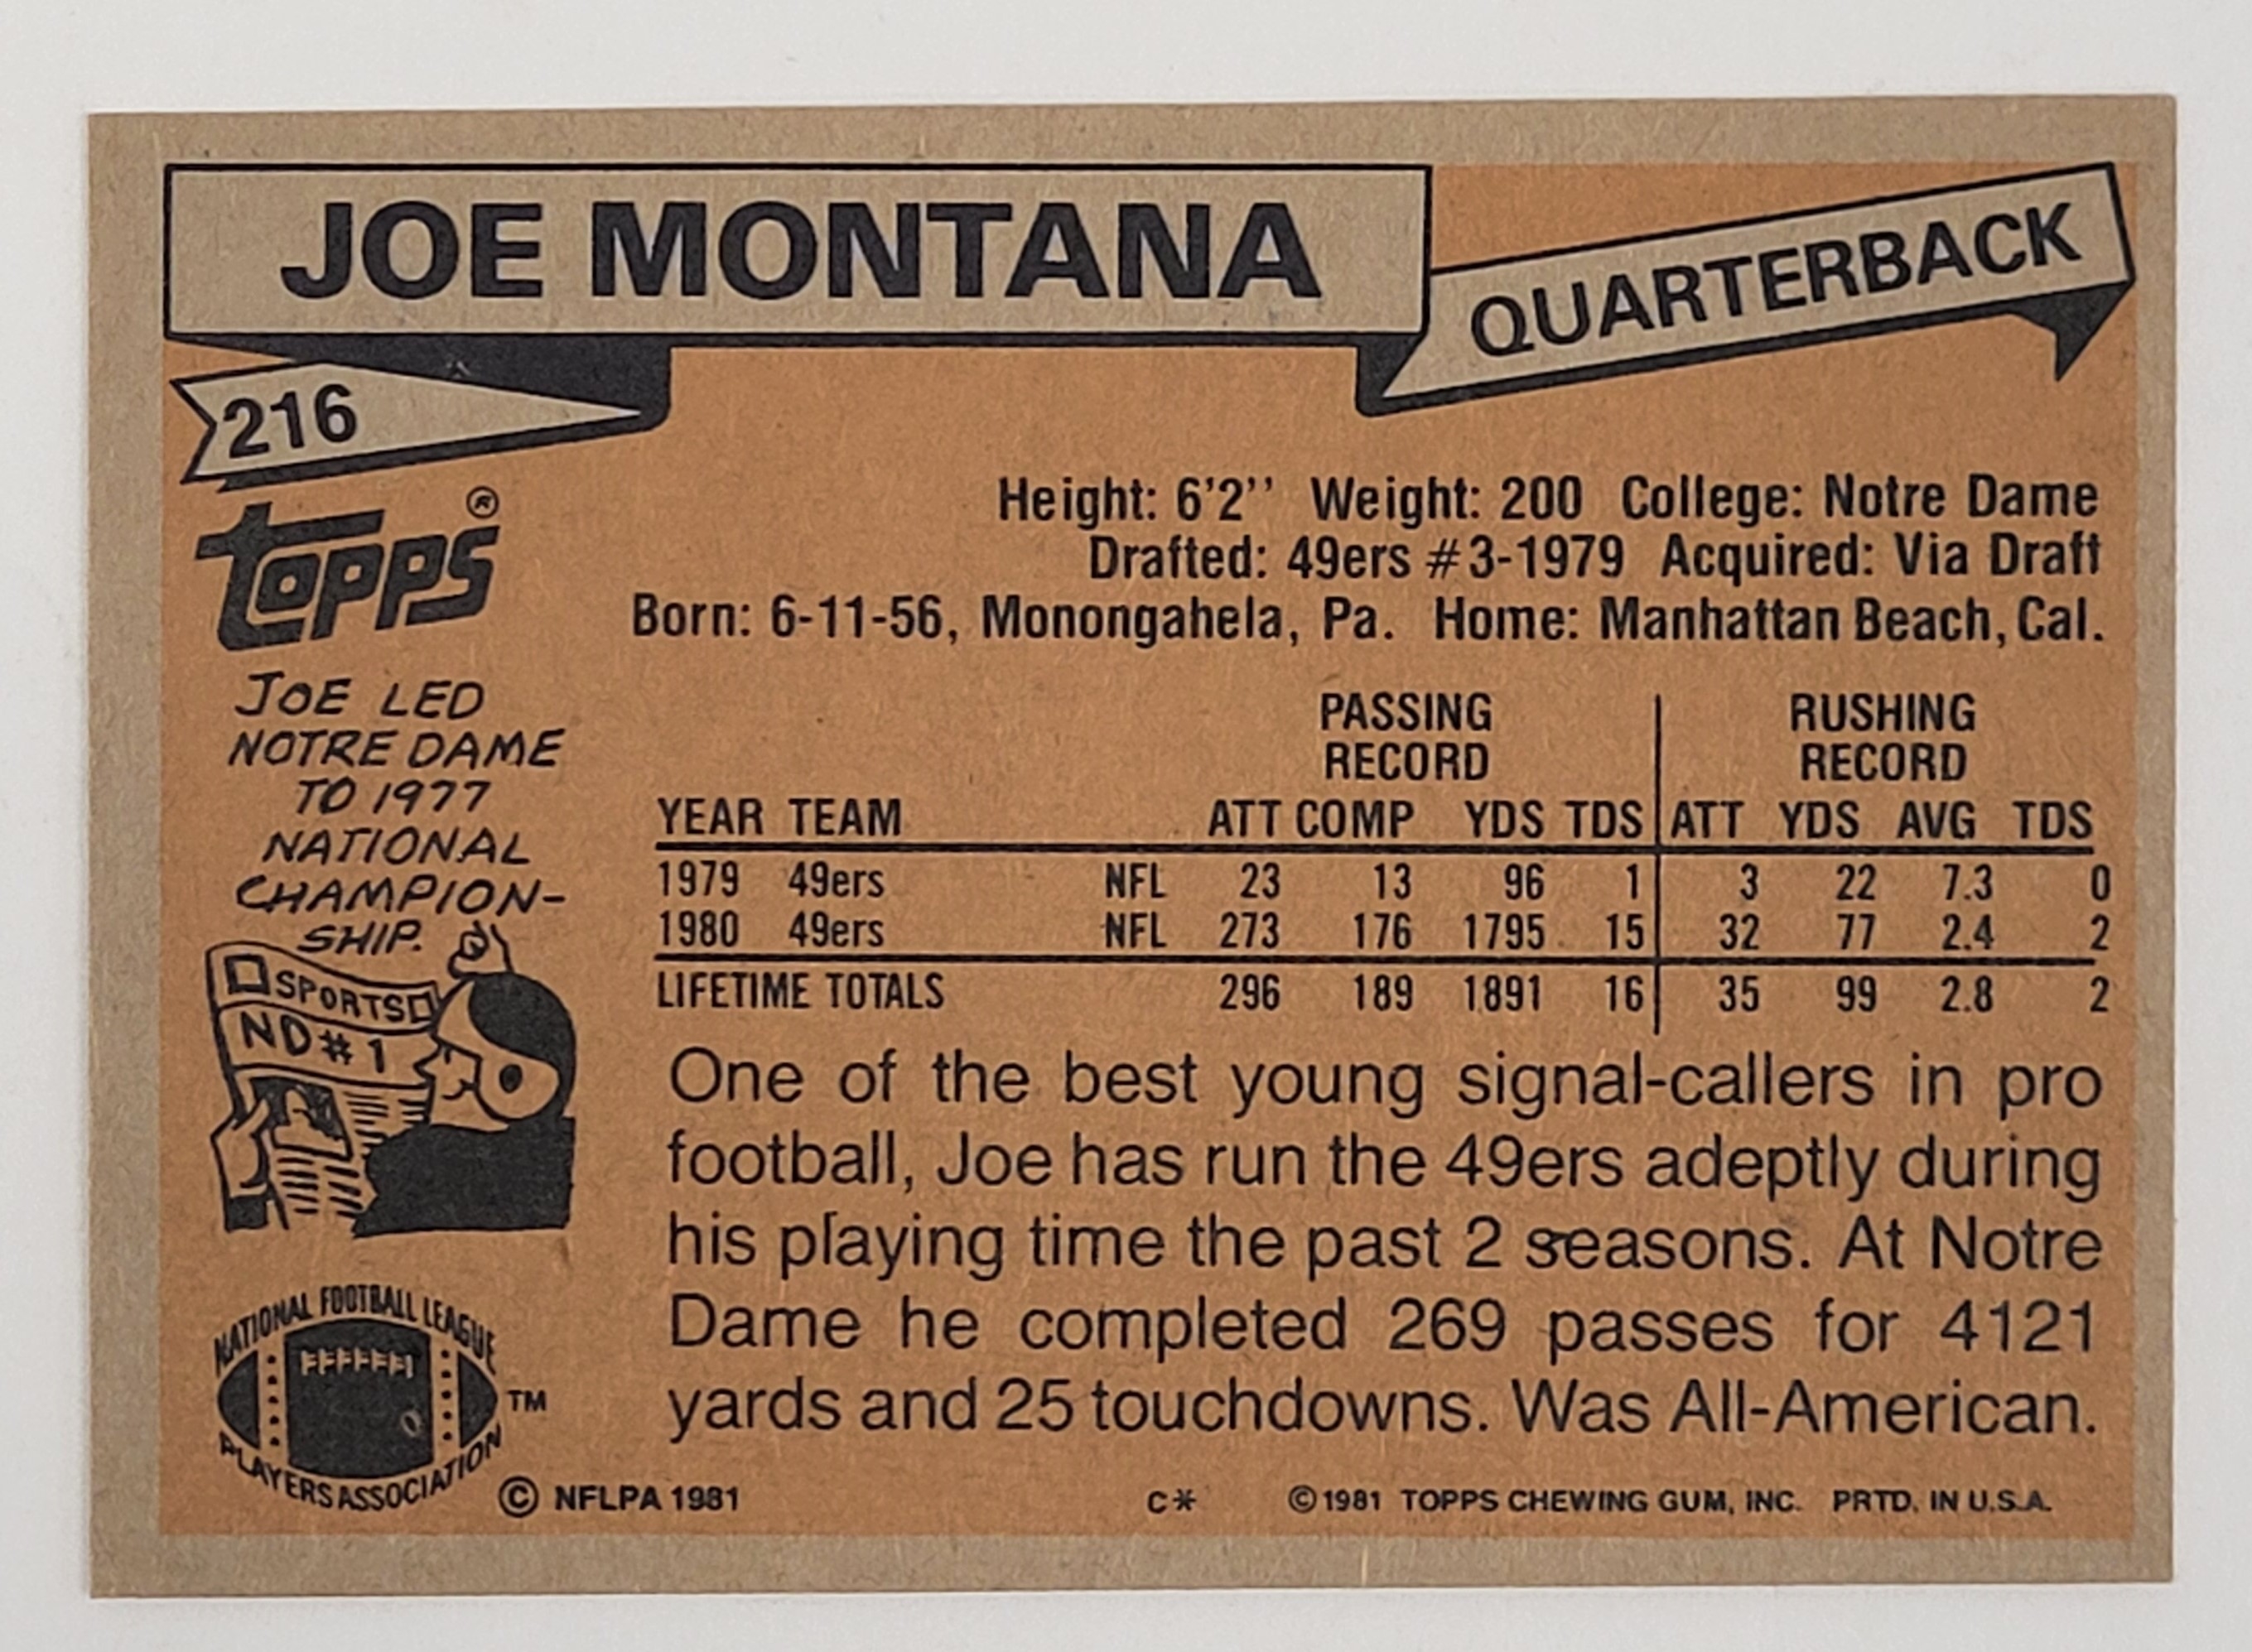 JOE MONTANA
QUARTERBACK
216
topps®
Height: 6'2'' Weight: 200 College: Notre Dame
Drafted: 49ers #3-1979 Acquired: Via Draft
Born: 6-11-56, Monongahela, Pa. Home: Manhattan Beach, Cal.
JOE LED
NOTRE DAME
TO 1977
NATIONAL
CHAMPION-
SHIP.
SPORTS
ND #1
PASSING RECORD RUSHING RECORD
YEAR TEAM ATT COMP YDS TDS ATT YDS AVG TDS
1979 49ers NFL 23 13 96 1 3 22 7.3 0
1980 49ers NFL 273 176 1795 15 32 77 2.4 2
LIFETIME TOTALS 296 189 1891 16 35 99 2.8 2
One of the best young signal-callers in pro
football, Joe has run the 49ers adeptly during
his playing time the past 2 seasons. At Notre
Dame he completed 269 passes for 4121
yards and 25 touchdowns. Was All-American.
NATIONAL FOOTBALL LEAGUE
PLAYERS ASSOCIATION
TM
© NFLPA 1981
C* ©1981 TOPPS CHEWING GUM, INC. PRTD. IN U.S.A.